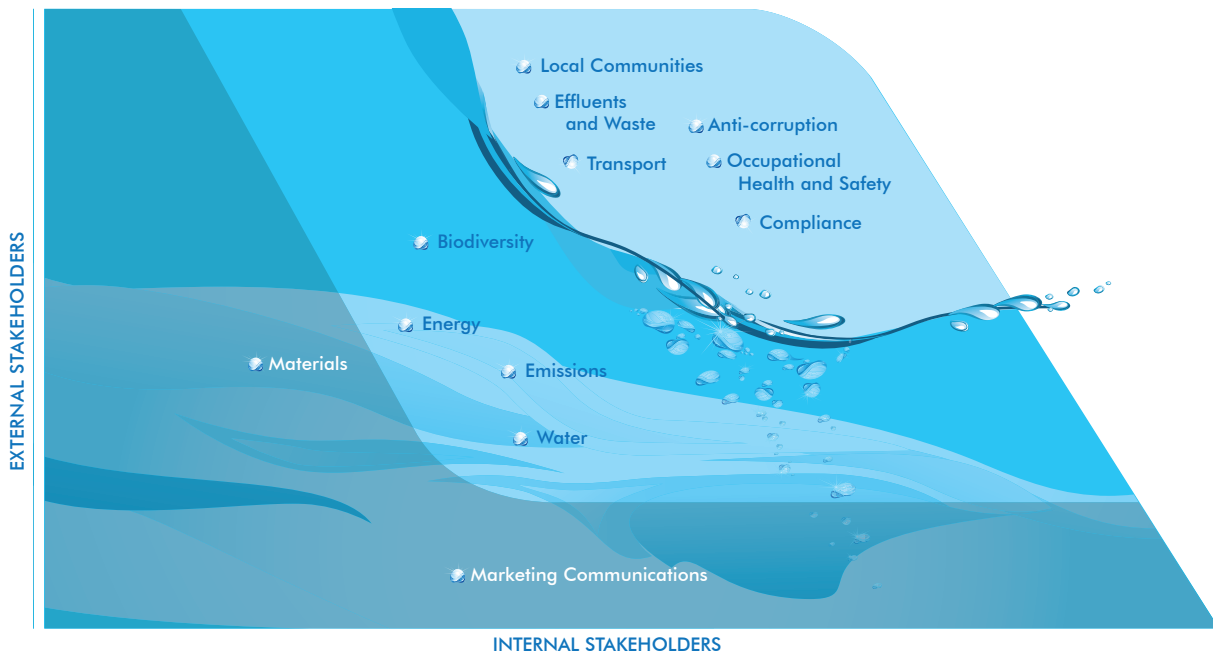 Local Communities
Effluents
and Waste
Anti-corruption
Transport
Occupational
Health and Safety
Compliance
Biodiversity
Energy
Materials
Emissions
Water
Marketing Communications
EXTERNAL STAKEHOLDERS
INTERNAL STAKEHOLDERS